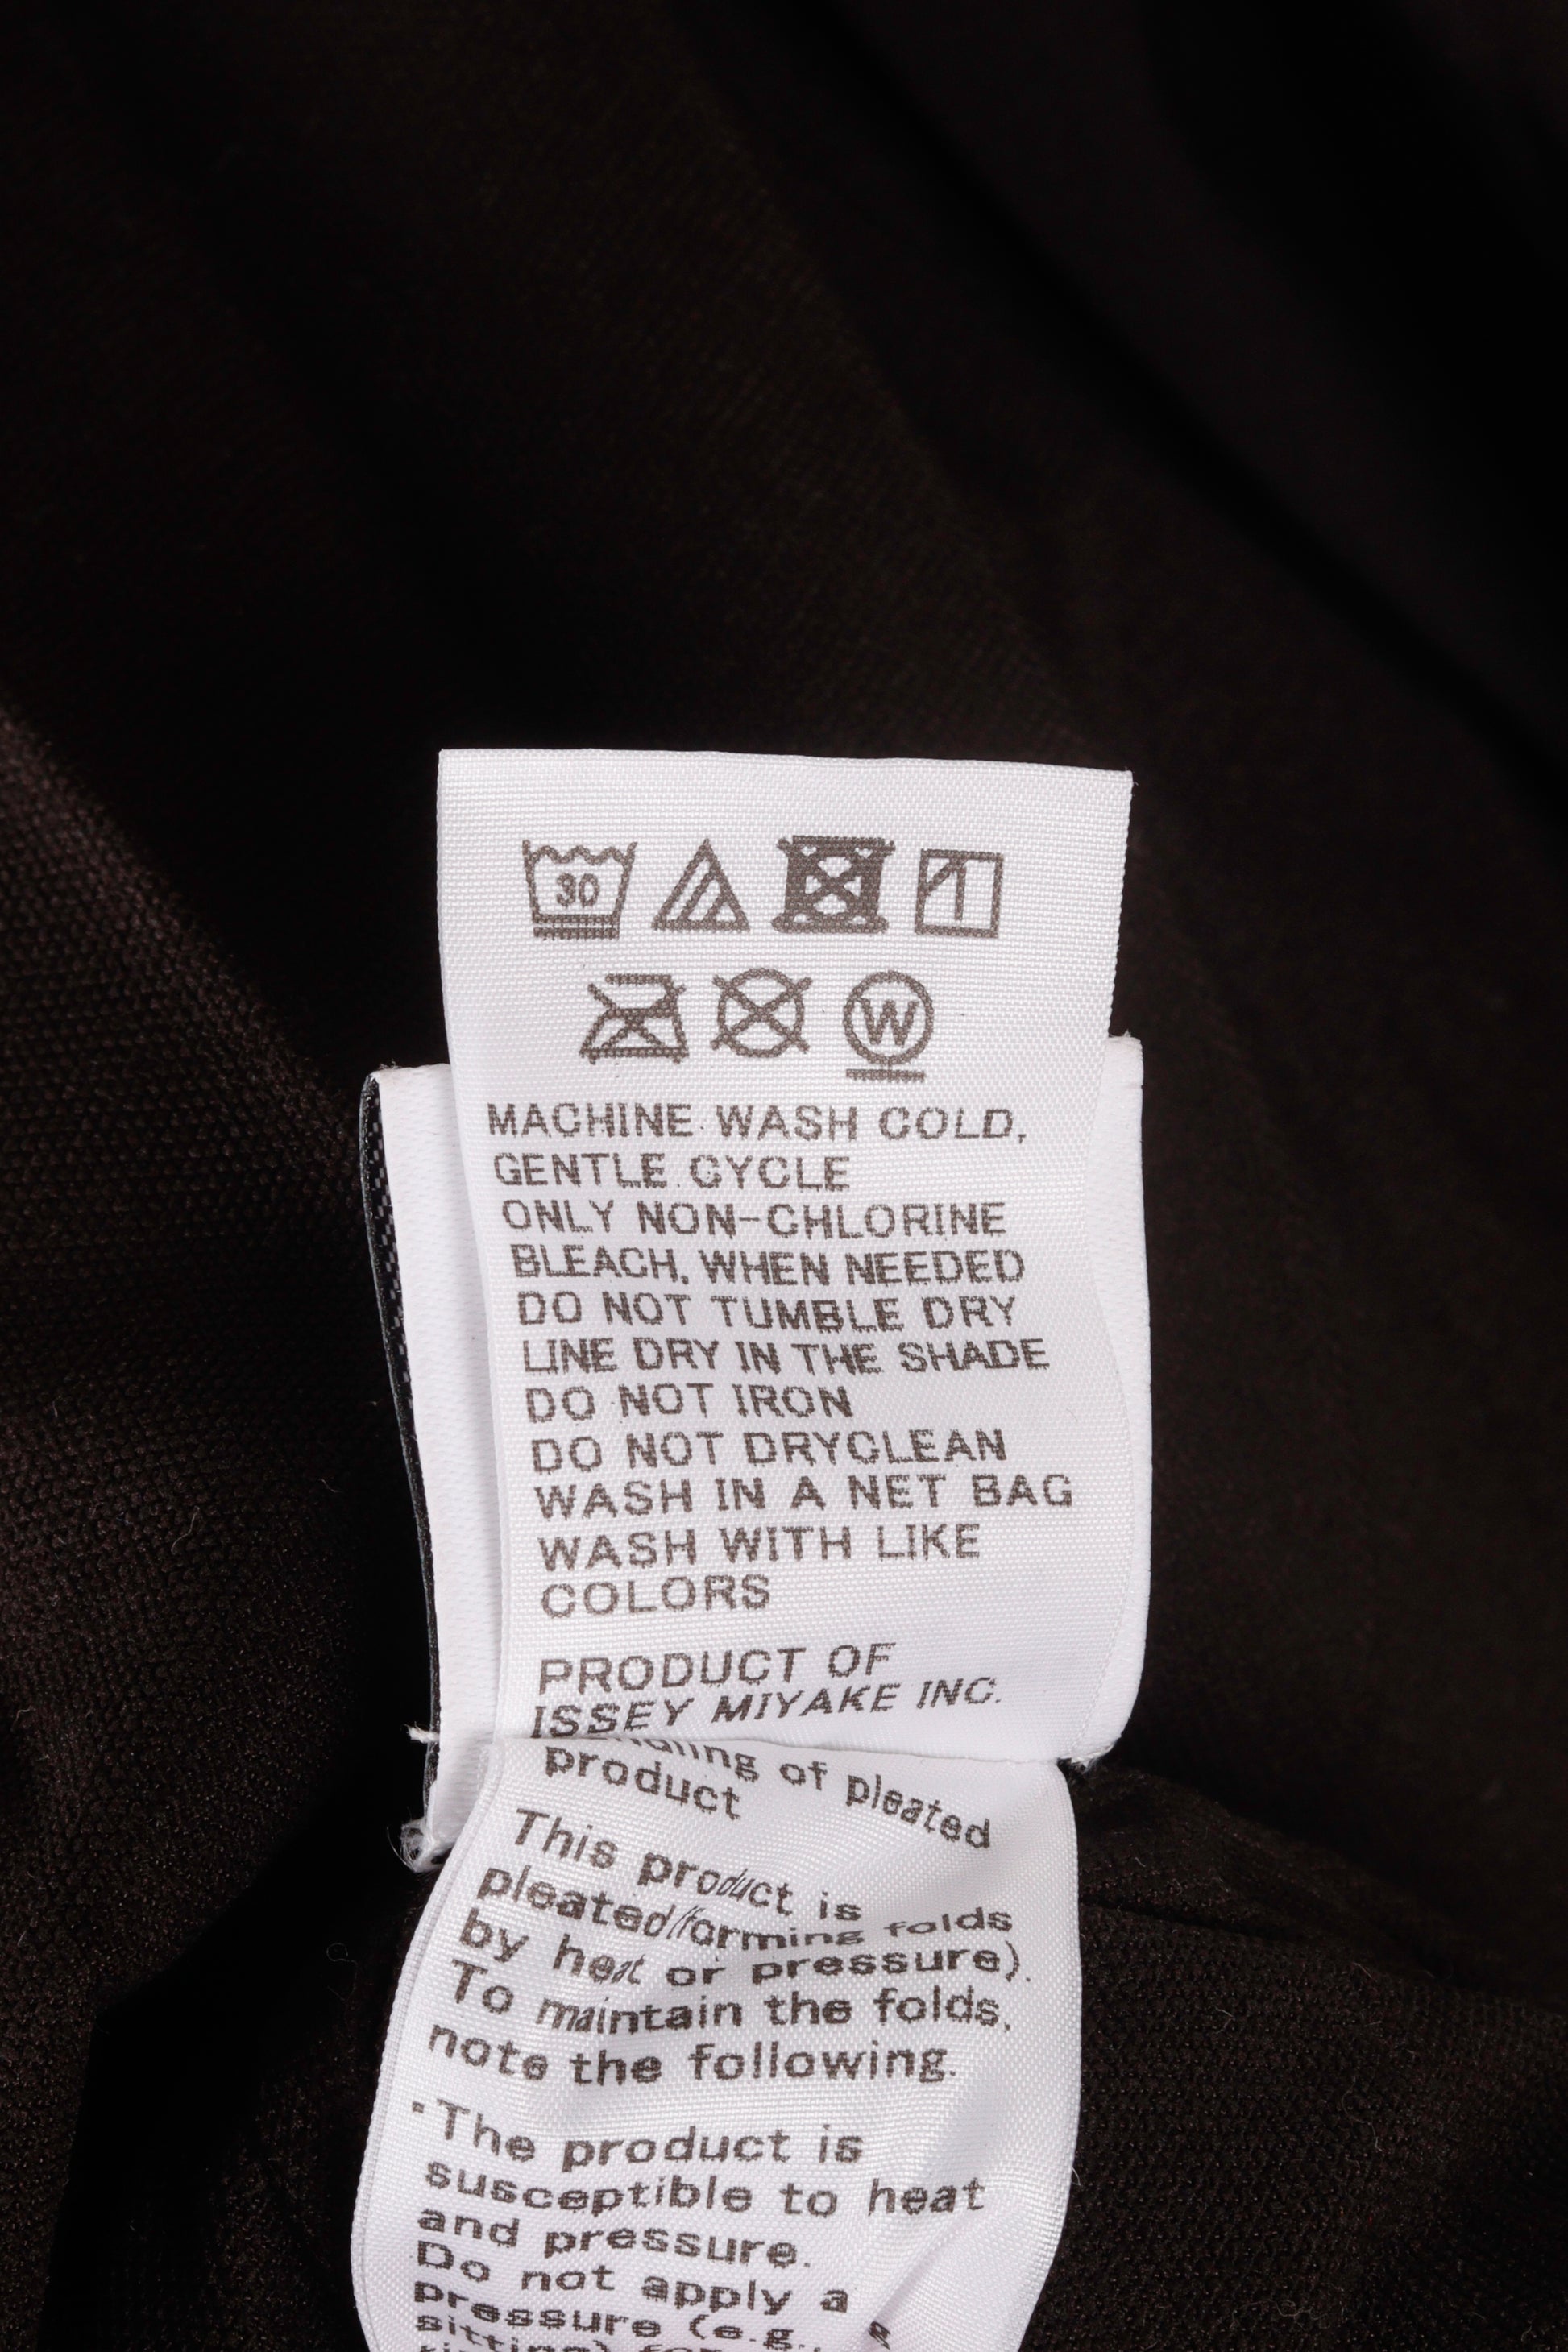 30
W
MACHINE WASH COLD,
GENTLE CYCLE
ONLY NON-CHLORINE
BLEACH, WHEN NEEDED
DO NOT TUMBLE DRY
LINE DRY IN THE SHADE
DO NOT IRON
DO NOT DRYCLEAN
WASH IN A NET BAG
WASH WITH LIKE
COLORS
PRODUCT OF
ISSEY MIYAKE INC.
of pleated
product
This product is
pleated(forming folds
by heat or pressure).
To maintain the folds,
note the following.
・The product is
susceptible to heat
and pressure.
Do not apply a
pressure (e.g.,
sitting) for